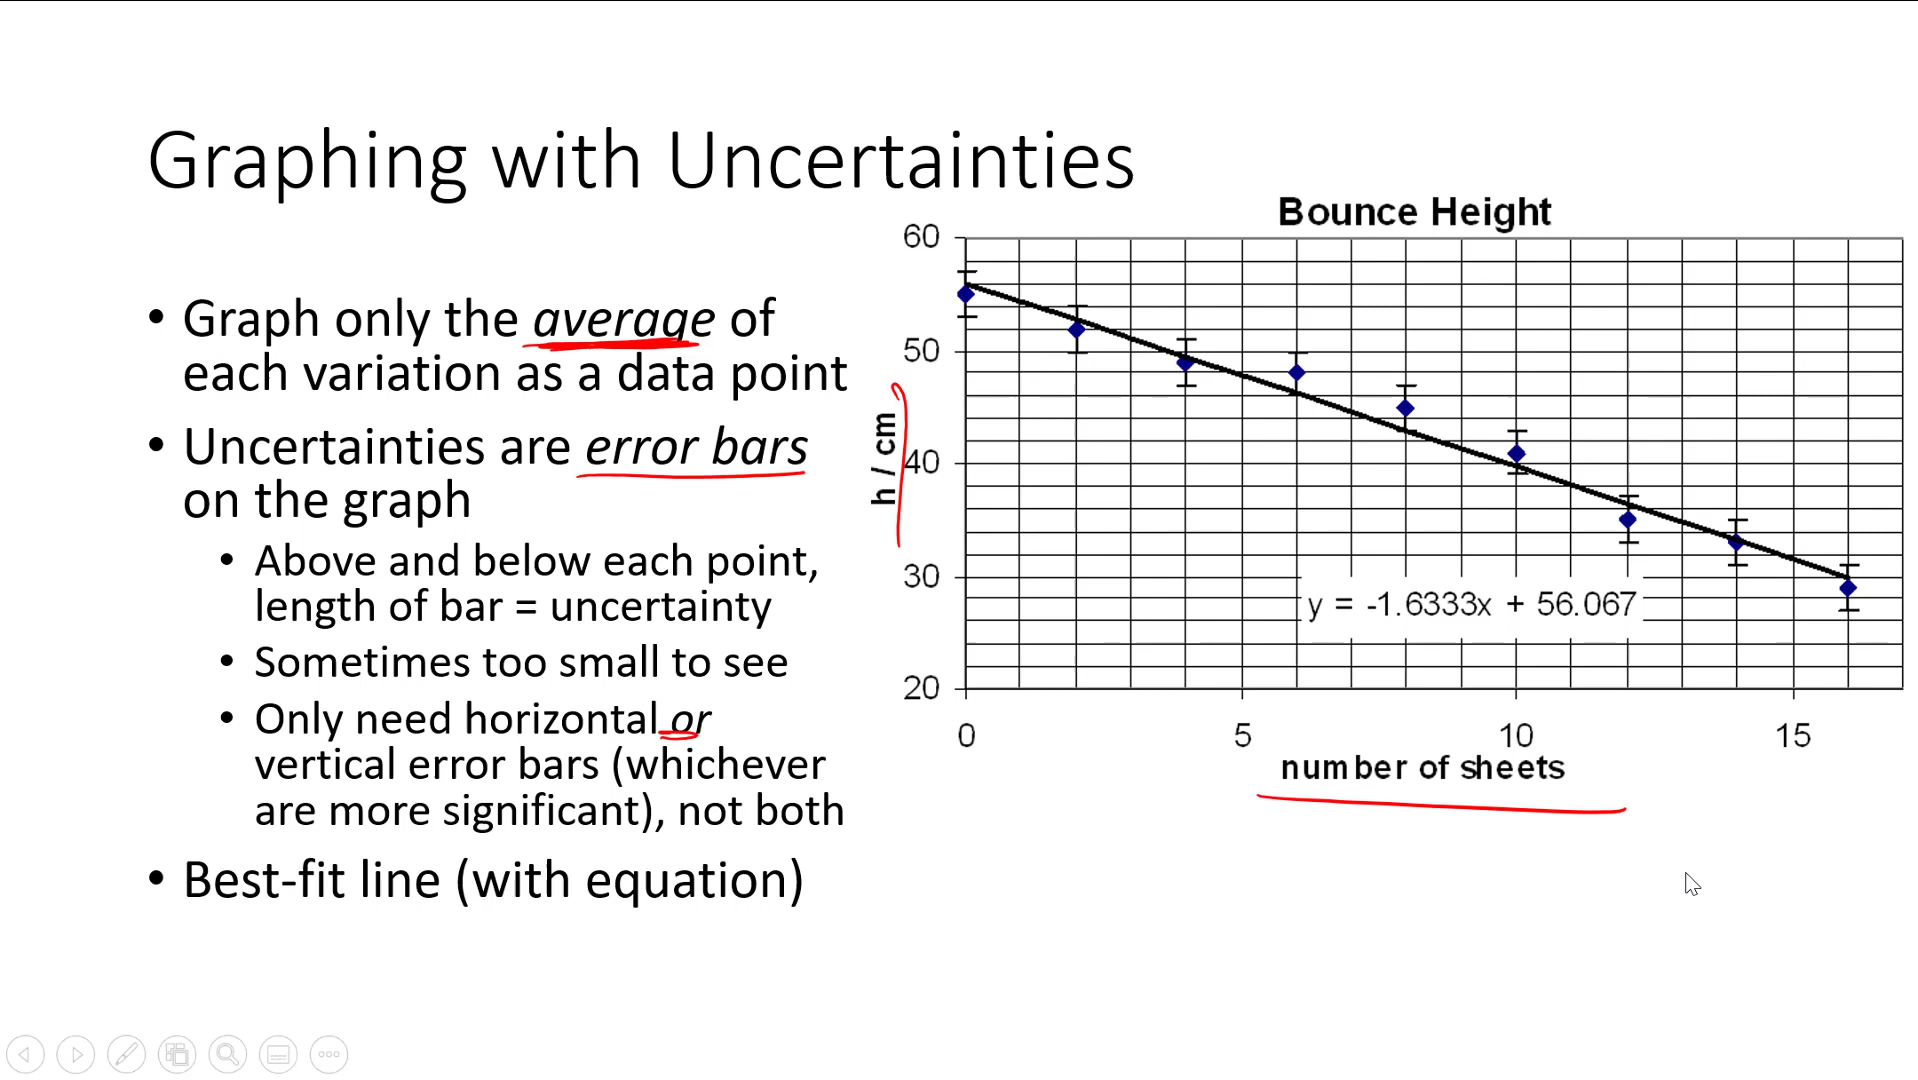 Graphing with Uncertainties
• Graph only the average of
each variation as a data point
• Uncertainties are error bars
on the graph
• Above and below each point,
length of bar = uncertainty
• Sometimes too small to see
• Only need horizontal or
vertical error bars (whichever
are more significant), not both
• Best-fit line (with equation)
Bounce Height
60
50
40
30
20
h / cm
y = -1.6333x + 56.067
0 5 10 15
number of sheets